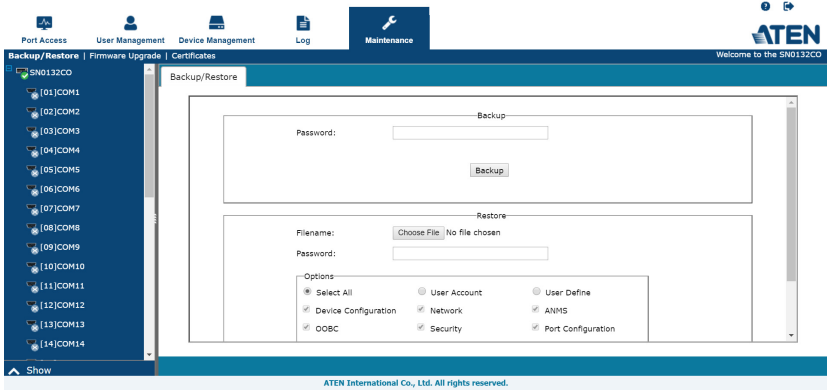 Port Access User Management Device Management Log Maintenance
ATEN
Backup/Restore | Firmware Upgrade | Certificates
Welcome to the SN0132CO
SN0132CO
[01]COM1
[02]COM2
[03]COM3
[04]COM4
[05]COM5
[06]COM6
[07]COM7
[08]COM8
[09]COM9
[10]COM10
[11]COM11
[12]COM12
[13]COM13
[14]COM14
Show
Backup/Restore
Backup
Password:
Backup
Restore
Filename: Choose File No file chosen
Password:
Options
Select All User Account User Define
Device Configuration Network ANMS
OOBC Security Port Configuration
ATEN International Co., Ltd. All rights reserved.